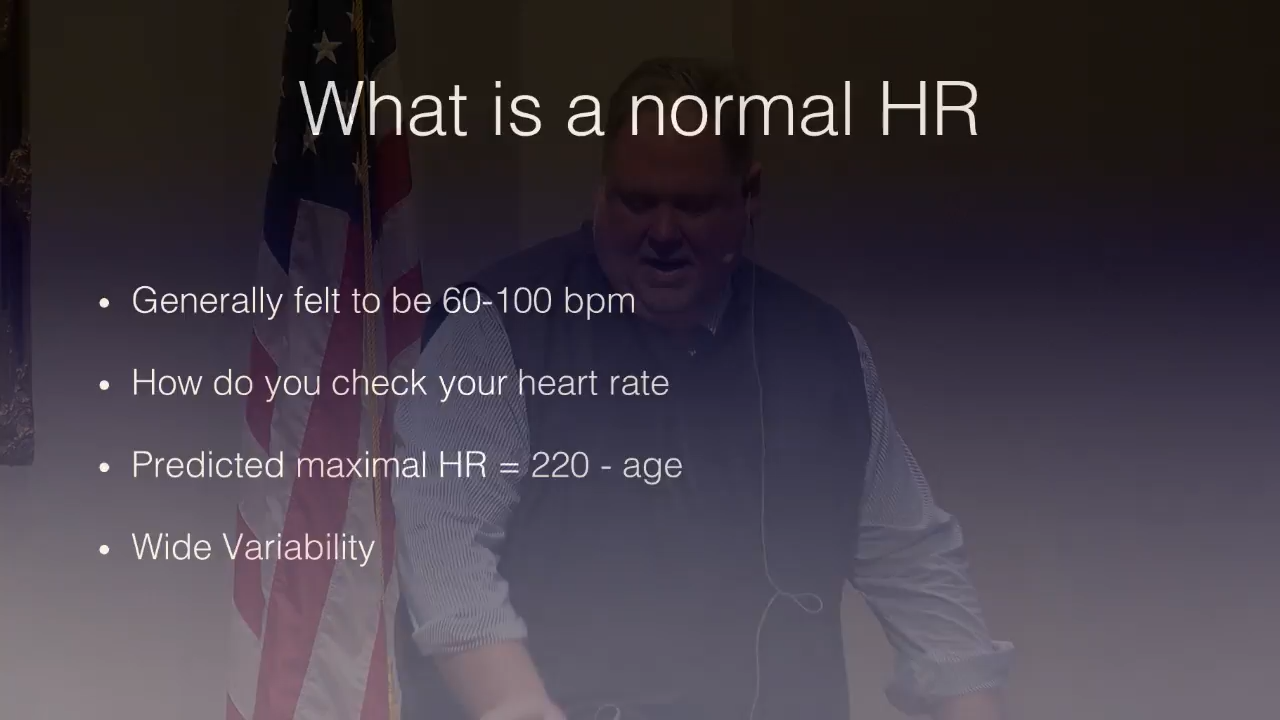 What is a normal HR
• Generally felt to be 60-100 bpm
• How do you check your heart rate
• Predicted maximal HR = 220 - age
• Wide Variability